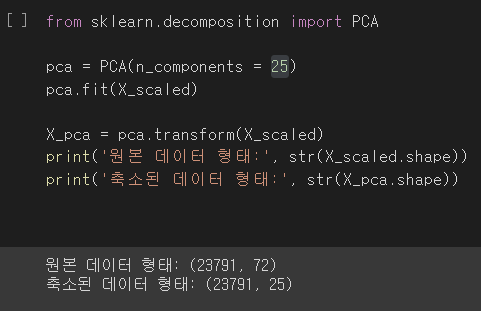 [ ] from sklearn.decomposition import PCA
pca = PCA(n_components = 25)
pca.fit(X_scaled)
X_pca = pca.transform(X_scaled)
print('원본 데이터 형태:', str(X_scaled.shape))
print('축소된 데이터 형태:', str(X_pca.shape))
원본 데이터 형태: (23791, 72)
축소된 데이터 형태: (23791, 25)